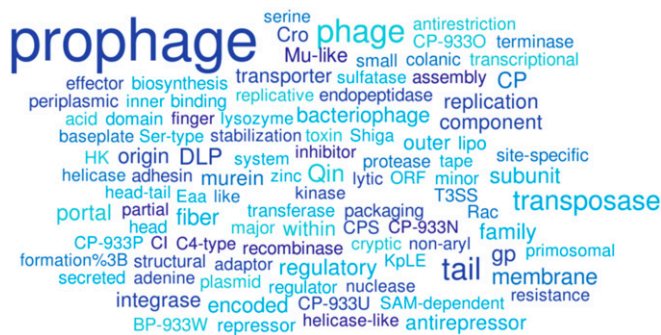 serine antirestriction
prophage Cro phage CP-933O terminase
Mu-like small colanic transcriptional
effector biosynthesis transporter sulfatase assembly CP
periplasmic inner binding replicative endopeptidase replication
acid domain finger lysozyme bacteriophage component
baseplate Ser-type stabilization toxin Shiga outer lipo
HK origin DLP system inhibitor protease tape site-specific
helicase adhesin murein zinc Qin lytic ORF minor subunit
head-tail Eaa like kinase T3SS transposase
portal partial fiber transferase packaging Rac
head major within CPS CP-933N family
CP-933P CI C4-type recombinase cryptic non-aryl gp primosomal
formation%3B structural adaptor regulatory KpLE tail membrane
secreted adenine plasmid regulator nuclease resistance
integrase encoded CP-933U SAM-dependent
BP-933W repressor helicase-like antirepressor